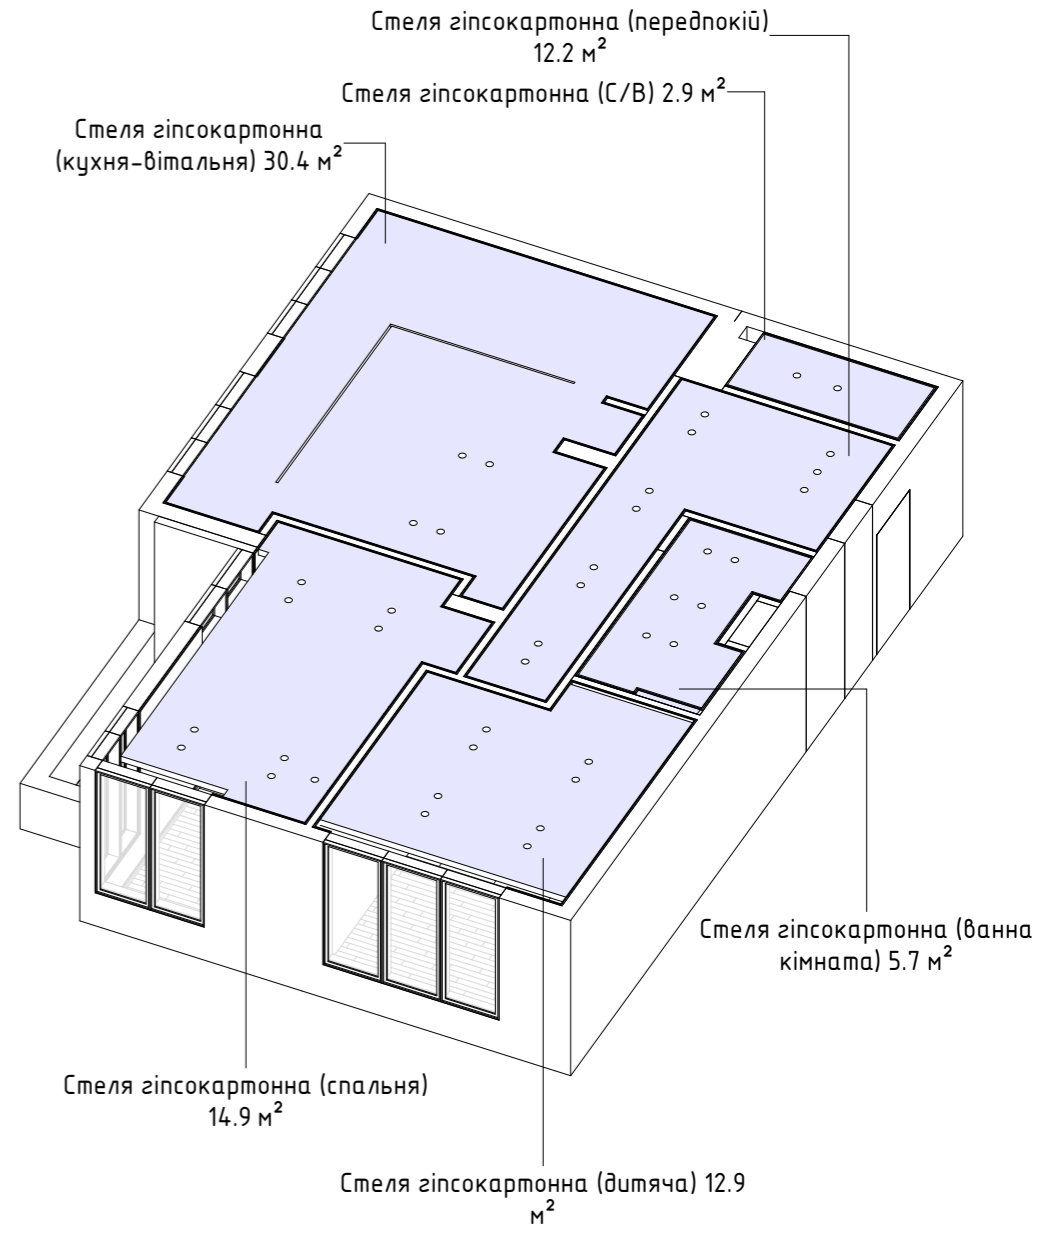 Стеля гіпсокартонна (передпокій)
12.2 м²
Стеля гіпсокартонна (С/В) 2.9 м²
Стеля гіпсокартонна
(кухня-вітальня) 30.4 м²
Стеля гіпсокартонна (ванна
кімната) 5.7 м²
Стеля гіпсокартонна (спальня)
14.9 м²
Стеля гіпсокартонна (дитяча) 12.9
м²